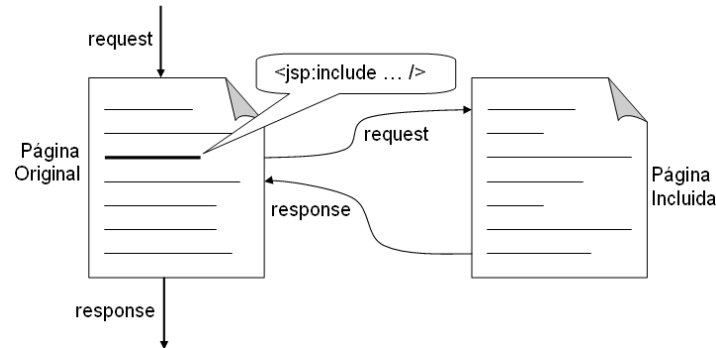 request
<jsp:include … />
request
Página
Original
Página
Incluida
response
response